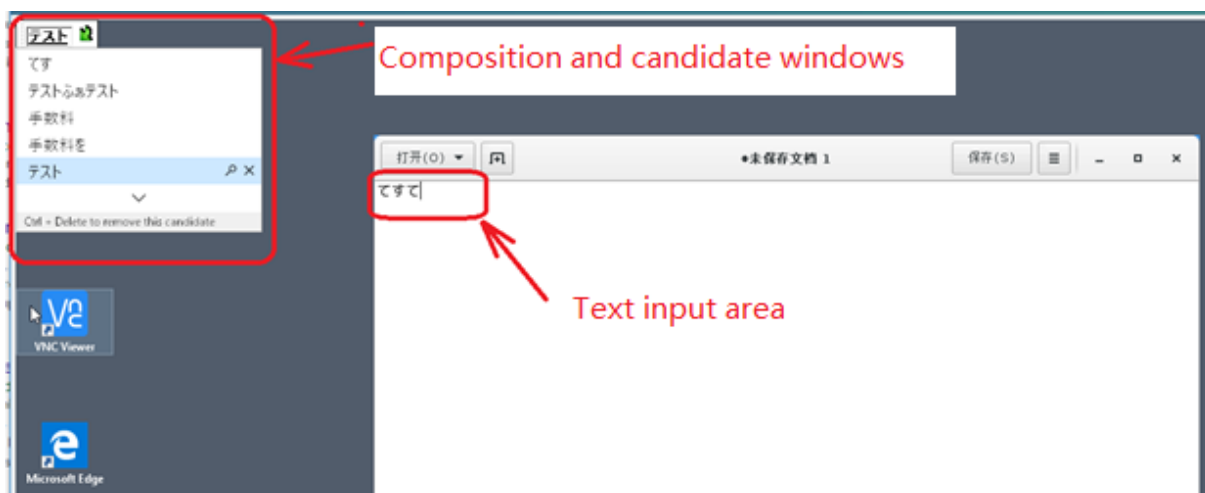 テスト
てす
テストふぁテスト
手数料
手数料を
テスト
Ctrl + Delete to remove this candidate
Composition and candidate windows
打开(O)
•未保存文档 1
保存(S)
てすて
Text input area
VNC Viewer
Microsoft Edge